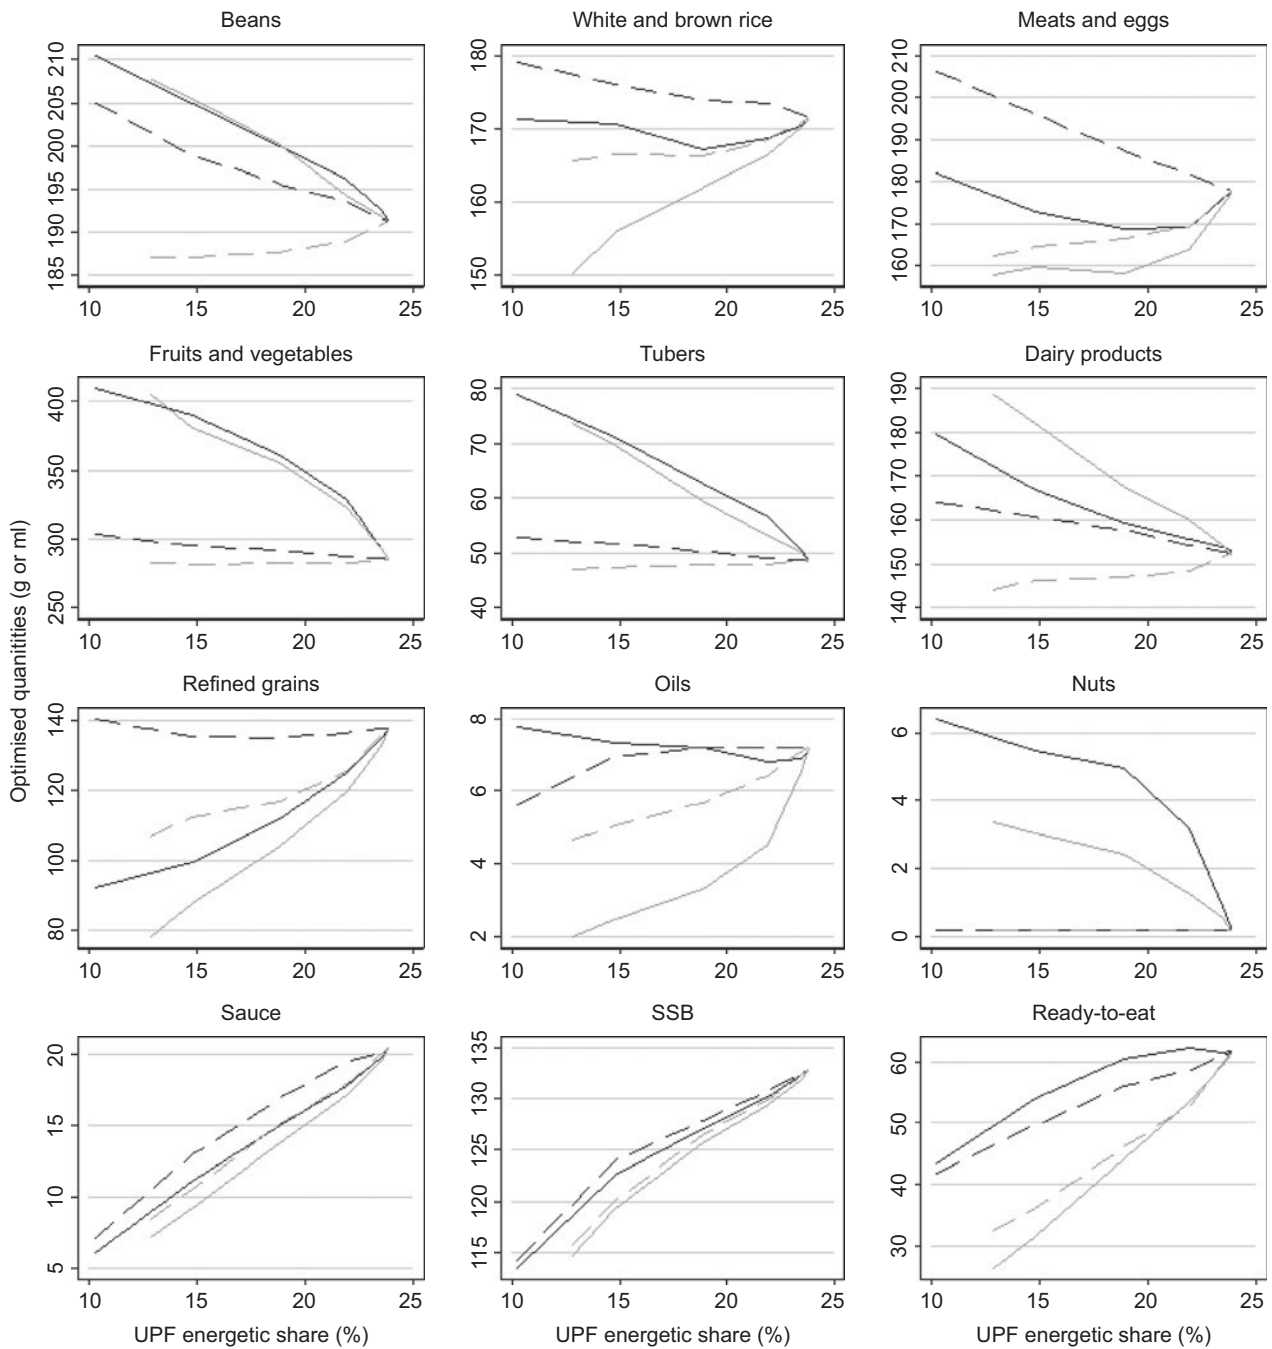 Beans
White and brown rice
Meats and eggs
210
205
200
195
190
185
10 15 20 25
180
170
160
150
10 15 20 25
210
200
190
180
170
160
10 15 20 25
Fruits and vegetables
Tubers
Dairy products
Optimised quanitities (g or ml)
400
350
300
250
10 15 20 25
80
70
60
50
40
10 15 20 25
190
180
170
160
150
140
10 15 20 25
Refined grains
Oils
Nuts
140
120
100
80
10 15 20 25
8
6
4
2
10 15 20 25
6
4
2
0
10 15 20 25
Sauce
SSB
Ready-to-eat
20
15
10
5
10 15 20 25
135
130
125
120
115
10 15 20 25
60
50
40
30
10 15 20 25
UPF energetic share (%)
UPF energetic share (%)
UPF energetic share (%)